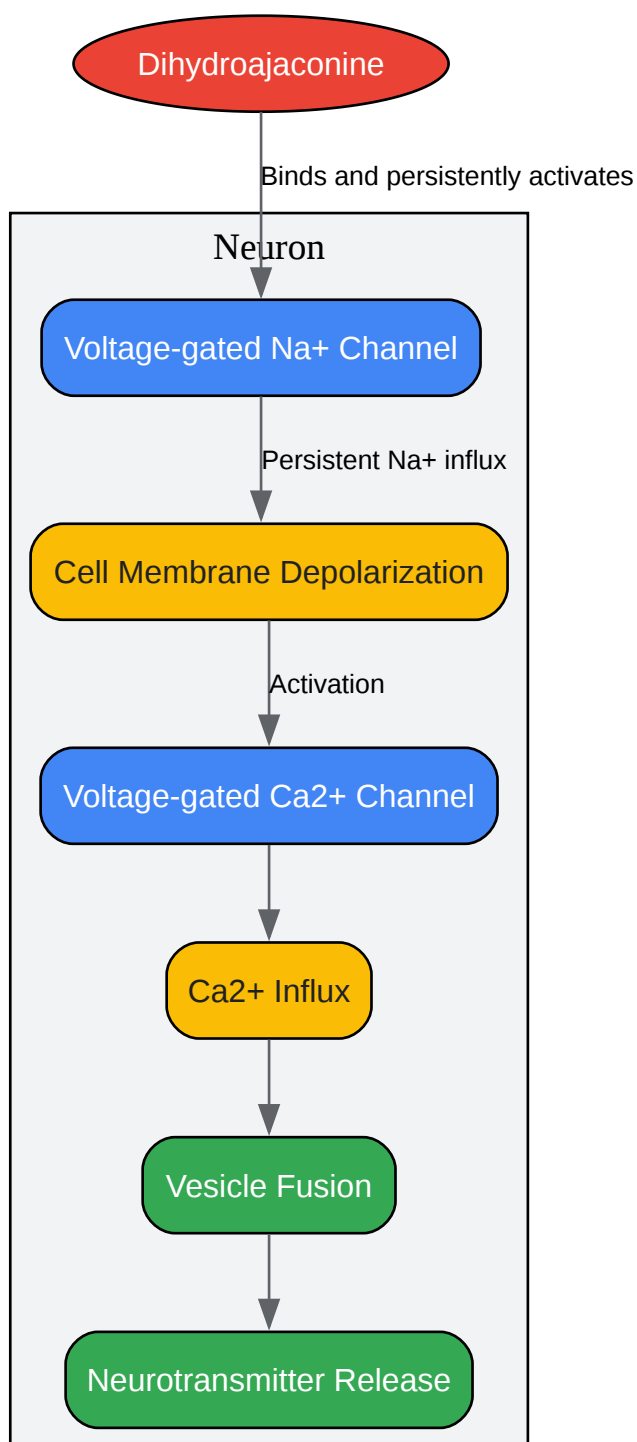 Dihydroajaconine
Binds and persistently activates
Neuron
Voltage-gated Na+ Channel
Persistent Na+ influx
Cell Membrane Depolarization
Activation
Voltage-gated Ca2+ Channel
Ca2+ Influx
Vesicle Fusion
Neurotransmitter Release